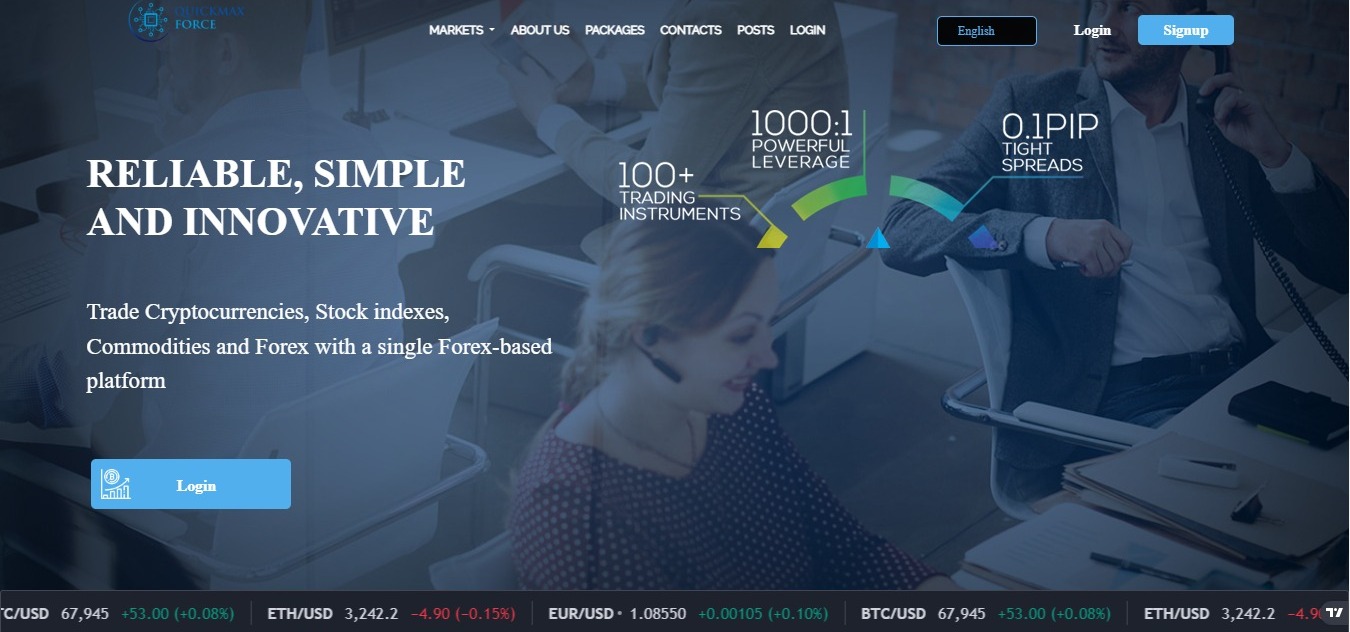 QUICKMAX
FORCE
MARKETS ABOUT US PACKAGES CONTACTS POSTS LOGIN
English
Login
Signup
100+
TRADING
INSTRUMENTS
1000:1
POWERFUL
LEVERAGE
0.1PIP
TIGHT
SPREADS
RELIABLE, SIMPLE
AND INNOVATIVE
Trade Cryptocurrencies, Stock indexes,
Commodities and Forex with a single Forex-based
platform
Login
TC/USD 67,945 +53.00 (+0.08%) ETH/USD 3,242.2 −4.90 (−0.15%) EUR/USD • 1.08550 +0.00105 (+0.10%) BTC/USD 67,945 +53.00 (+0.08%) ETH/USD 3,242.2 −4.90